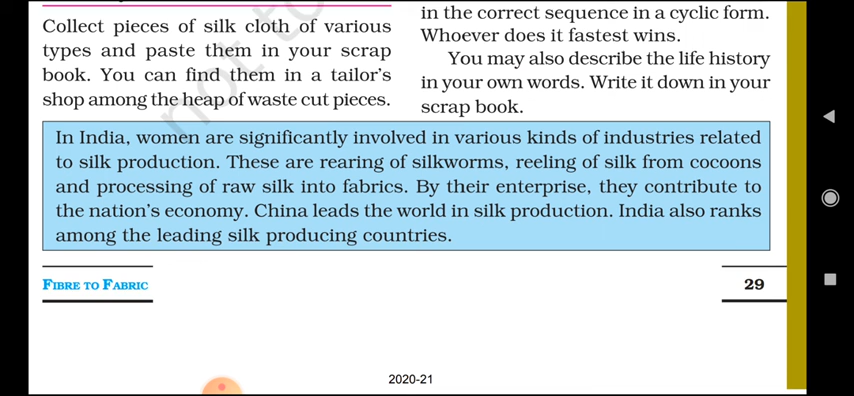 Collect pieces of silk cloth of various
types and paste them in your scrap
book. You can find them in a tailor's
shop among the heap of waste cut pieces.
in the correct sequence in a cyclic form.
Whoever does it fastest wins.
You may also describe the life history
in your own words. Write it down in your
scrap book.
In India, women are significantly involved in various kinds of industries related
to silk production. These are rearing of silkworms, reeling of silk from cocoons
and processing of raw silk into fabrics. By their enterprise, they contribute to
the nation's economy. China leads the world in silk production. India also ranks
among the leading silk producing countries.
FIBRE TO FABRIC
29
2020-21